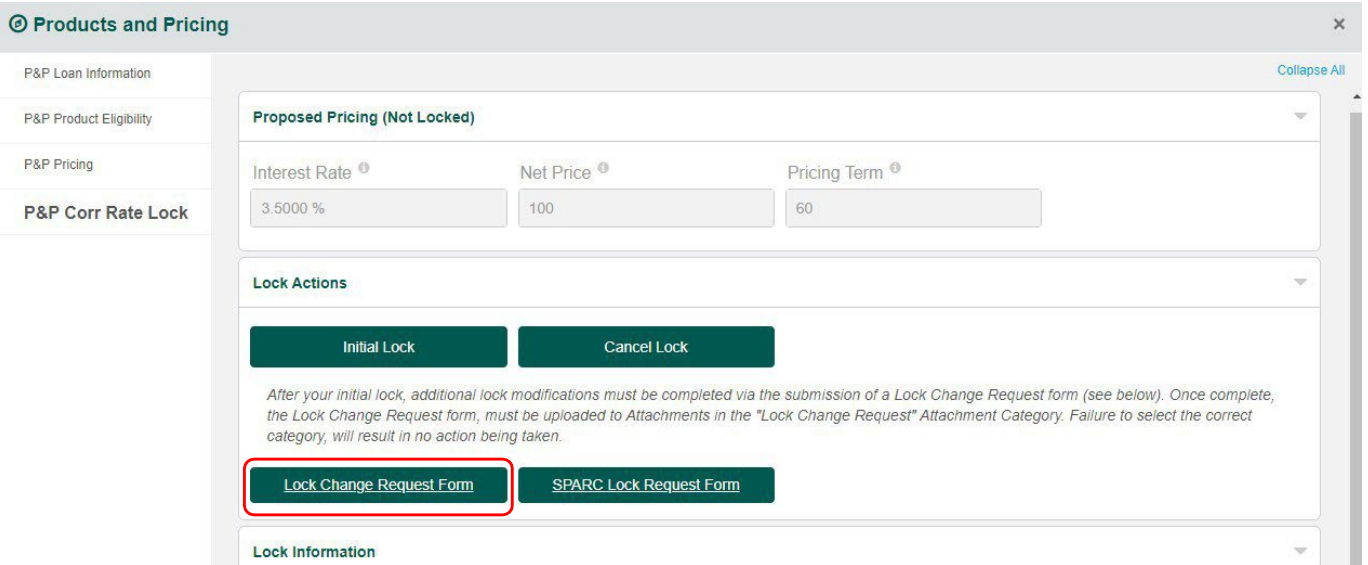 Products and Pricing
×
P&P Loan Information
P&P Product Eligibility
P&P Pricing
P&P Corr Rate Lock
Collapse All
Proposed Pricing (Not Locked)
Interest Rate
Net Price
Pricing Term
3.5000 %
100
60
Lock Actions
Initial Lock
Cancel Lock
After your initial lock, additional lock modifications must be completed via the submission of a Lock Change Request form (see below). Once complete,
the Lock Change Request form, must be uploaded to Attachments in the "Lock Change Request" Attachment Category. Failure to select the correct
category, will result in no action being taken.
Lock Change Request Form
SPARC Lock Request Form
Lock Information